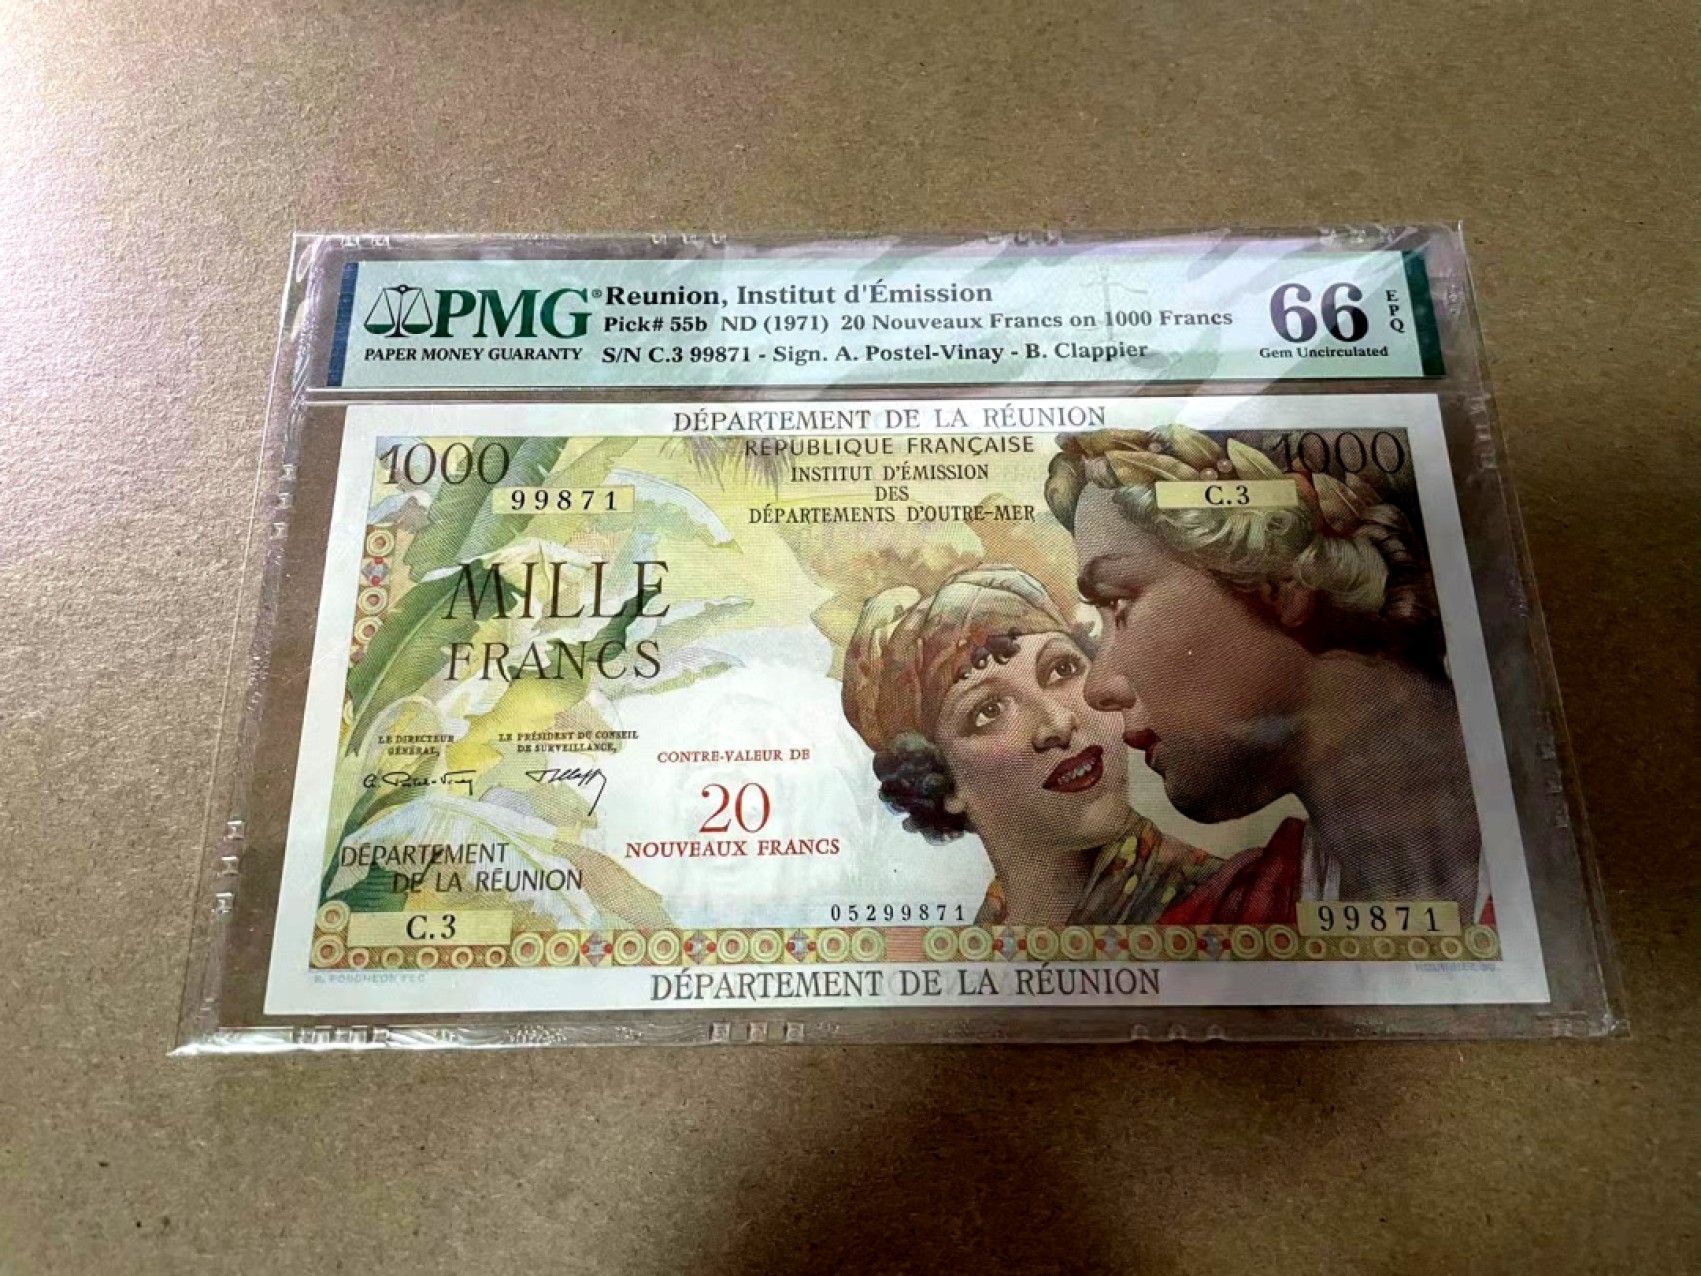 PMG®
PAPER MONEY GUARANTY
Reunion, Institut d'Émission
Pick# 55b ND (1971) 20 Nouveaux Francs on 1000 Francs
S/N C.3 99871 - Sign. A. Postel-Vinay - B. Clappier
66
EPQ
Gem Uncirculated
DÉPARTEMENT DE LA RÉUNION
1000
RÉPUBLIQUE FRANÇAISE
1000
99871
INSTITUT D'ÉMISSION
DES
DÉPARTEMENTS D'OUTRE-MER
C.3
MILLE
FRANCS
LE DIRECTEUR
GÉNÉRAL,
LE PRÉSIDENT DU CONSEIL
DE SURVEILLANCE,
CONTRE-VALEUR DE
20
NOUVEAUX FRANCS
DÉPARTEMENT
DE LA RÉUNION
C.3
05299871
99871
DÉPARTEMENT DE LA RÉUNION